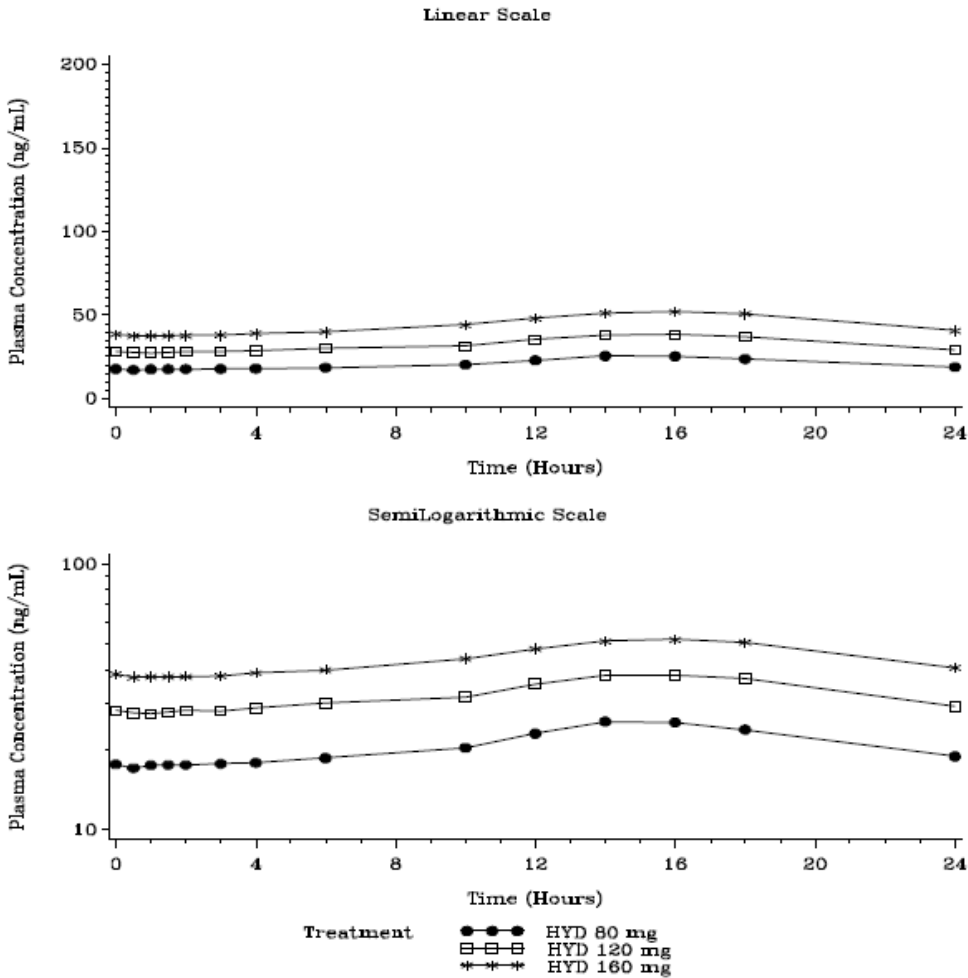 Linear Scale
Plasma Concentration (ng/mL)
200
150
100
50
0
0 4 8 12 16 20 24
Time (Hours)
SemiLogarithmic Scale
Plasma Concentration (ng/mL)
100
10
0 4 8 12 16 20 24
Time (Hours)
Treatment HYD 80 mg
HYD 120 mg
HYD 160 mg